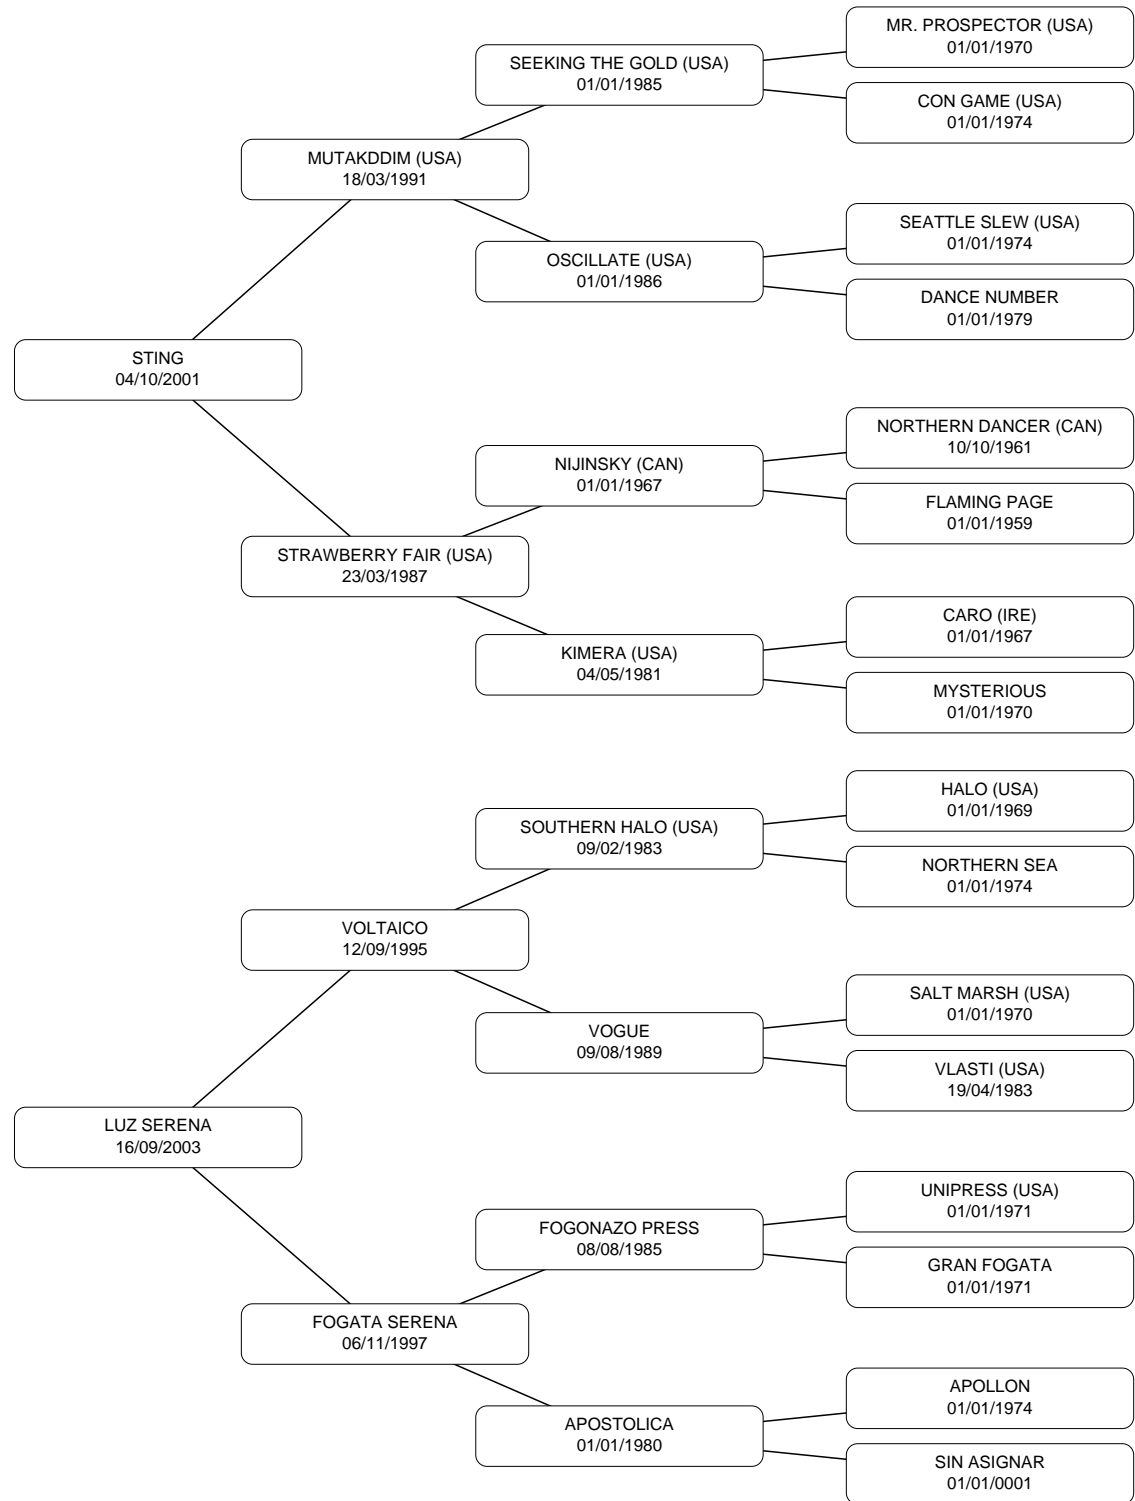 MR. PROSPECTOR (USA)
01/01/1970
SEEKING THE GOLD (USA)
01/01/1985
CON GAME (USA)
01/01/1974
MUTAKDDIM (USA)
18/03/1991
SEATTLE SLEW (USA)
01/01/1974
OSCILLATE (USA)
01/01/1986
DANCE NUMBER
01/01/1979
STING
04/10/2001
NORTHERN DANCER (CAN)
10/10/1961
NIJINSKY (CAN)
01/01/1967
FLAMING PAGE
01/01/1959
STRAWBERRY FAIR (USA)
23/03/1987
CARO (IRE)
01/01/1967
KIMERA (USA)
04/05/1981
MYSTERIOUS
01/01/1970
HALO (USA)
01/01/1969
SOUTHERN HALO (USA)
09/02/1983
NORTHERN SEA
01/01/1974
VOLTAICO
12/09/1995
SALT MARSH (USA)
01/01/1970
VOGUE
09/08/1989
VLASTI (USA)
19/04/1983
LUZ SERENA
16/09/2003
UNIPRESS (USA)
01/01/1971
FOGONAZO PRESS
08/08/1985
GRAN FOGATA
01/01/1971
FOGATA SERENA
06/11/1997
APOLLON
01/01/1974
APOSTOLICA
01/01/1980
SIN ASIGNAR
01/01/0001